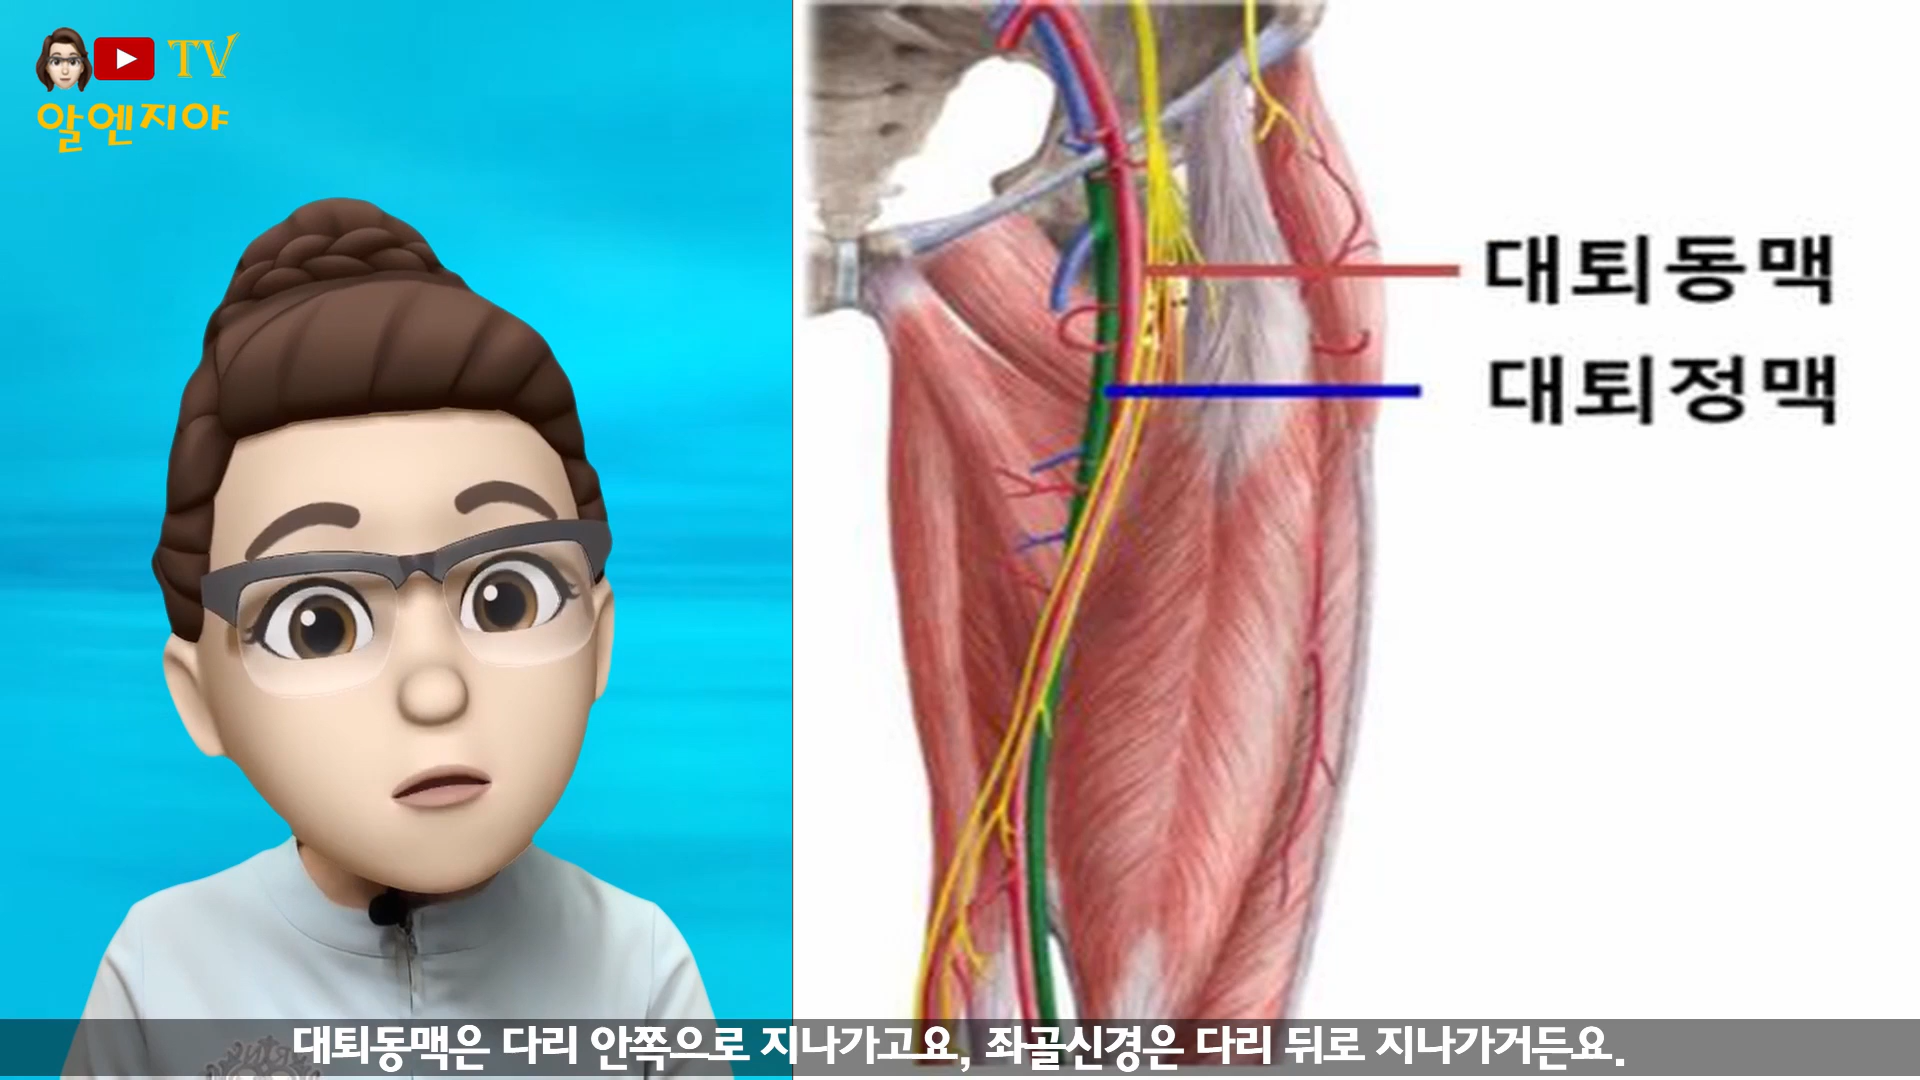 TV
알엔지야
대퇴동맥
대퇴정맥
대퇴동맥은 다리 안쪽으로 지나가고요, 좌골신경은 다리 뒤로 지나가거든요.